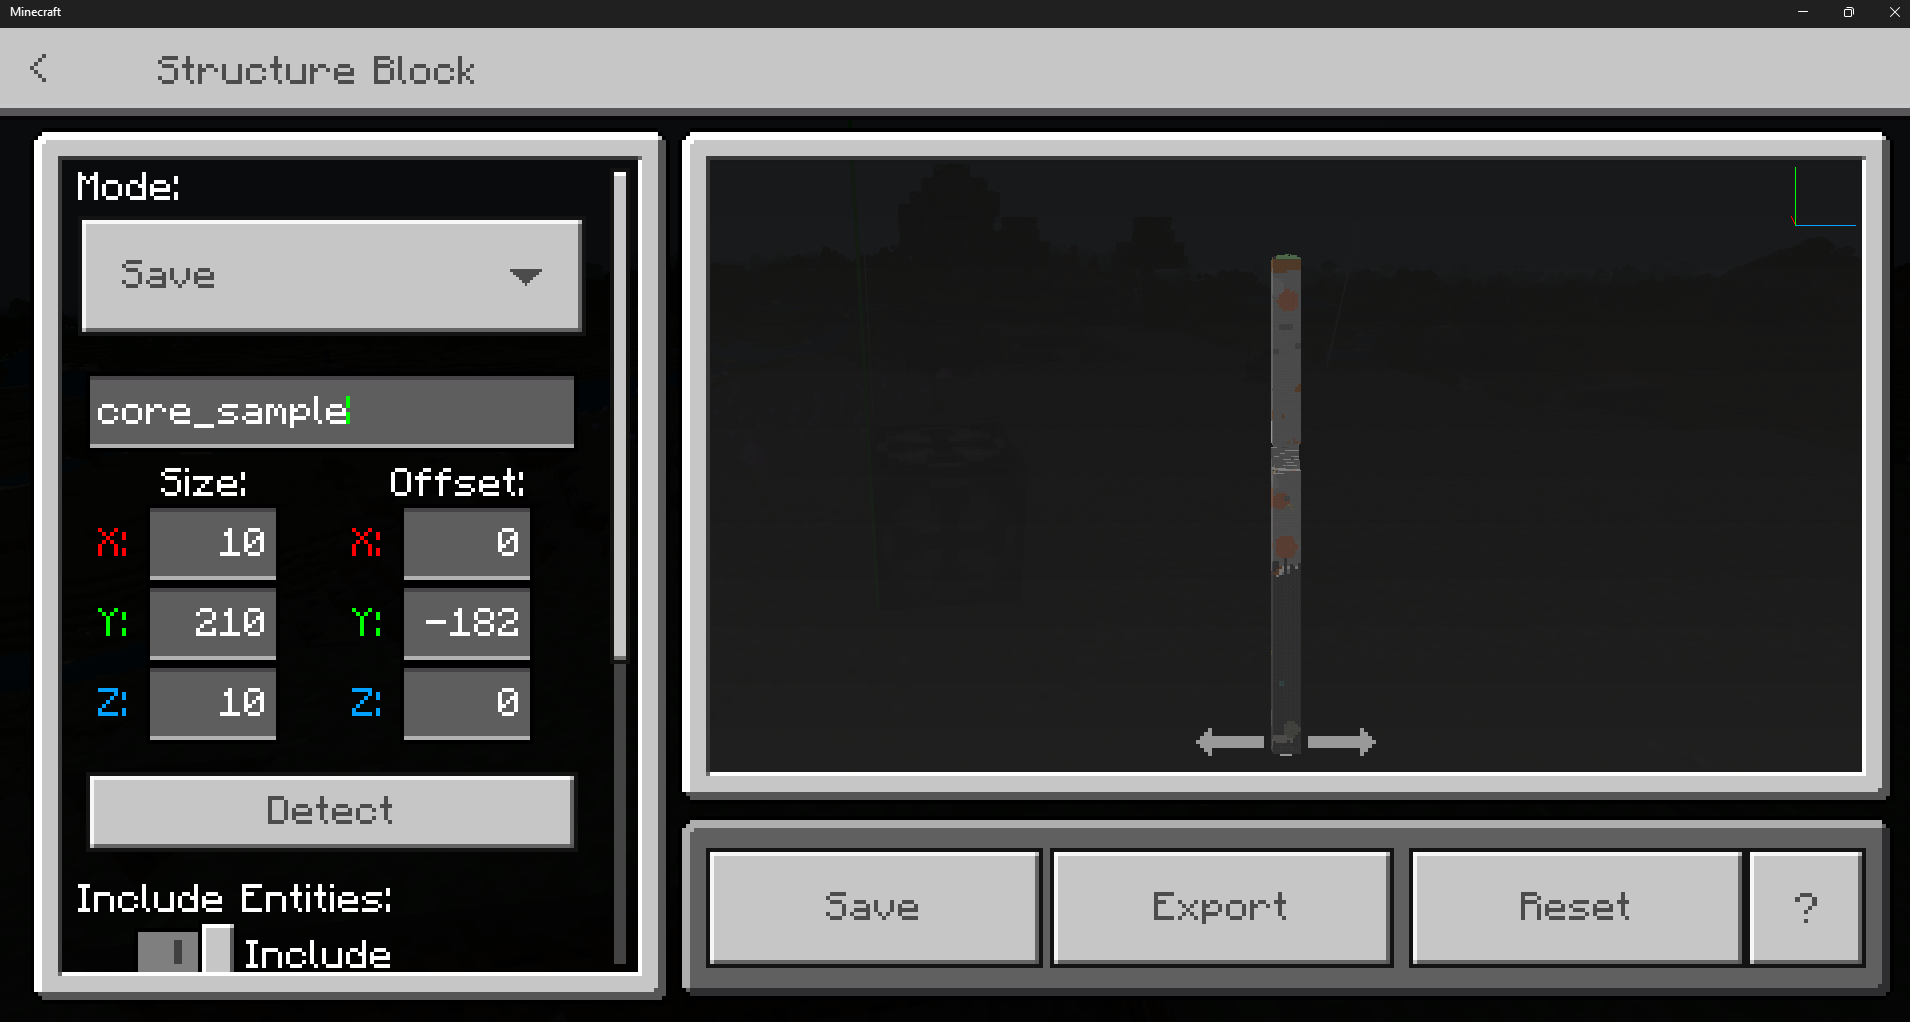 Minecraft
Structure Block
Mode:
Save
core_sample
Size: Offset:
X: 10 X: 0
Y: 210 Y: -182
Z: 10 Z: 0
Detect
Include Entities:
Include
Save Export Reset ?